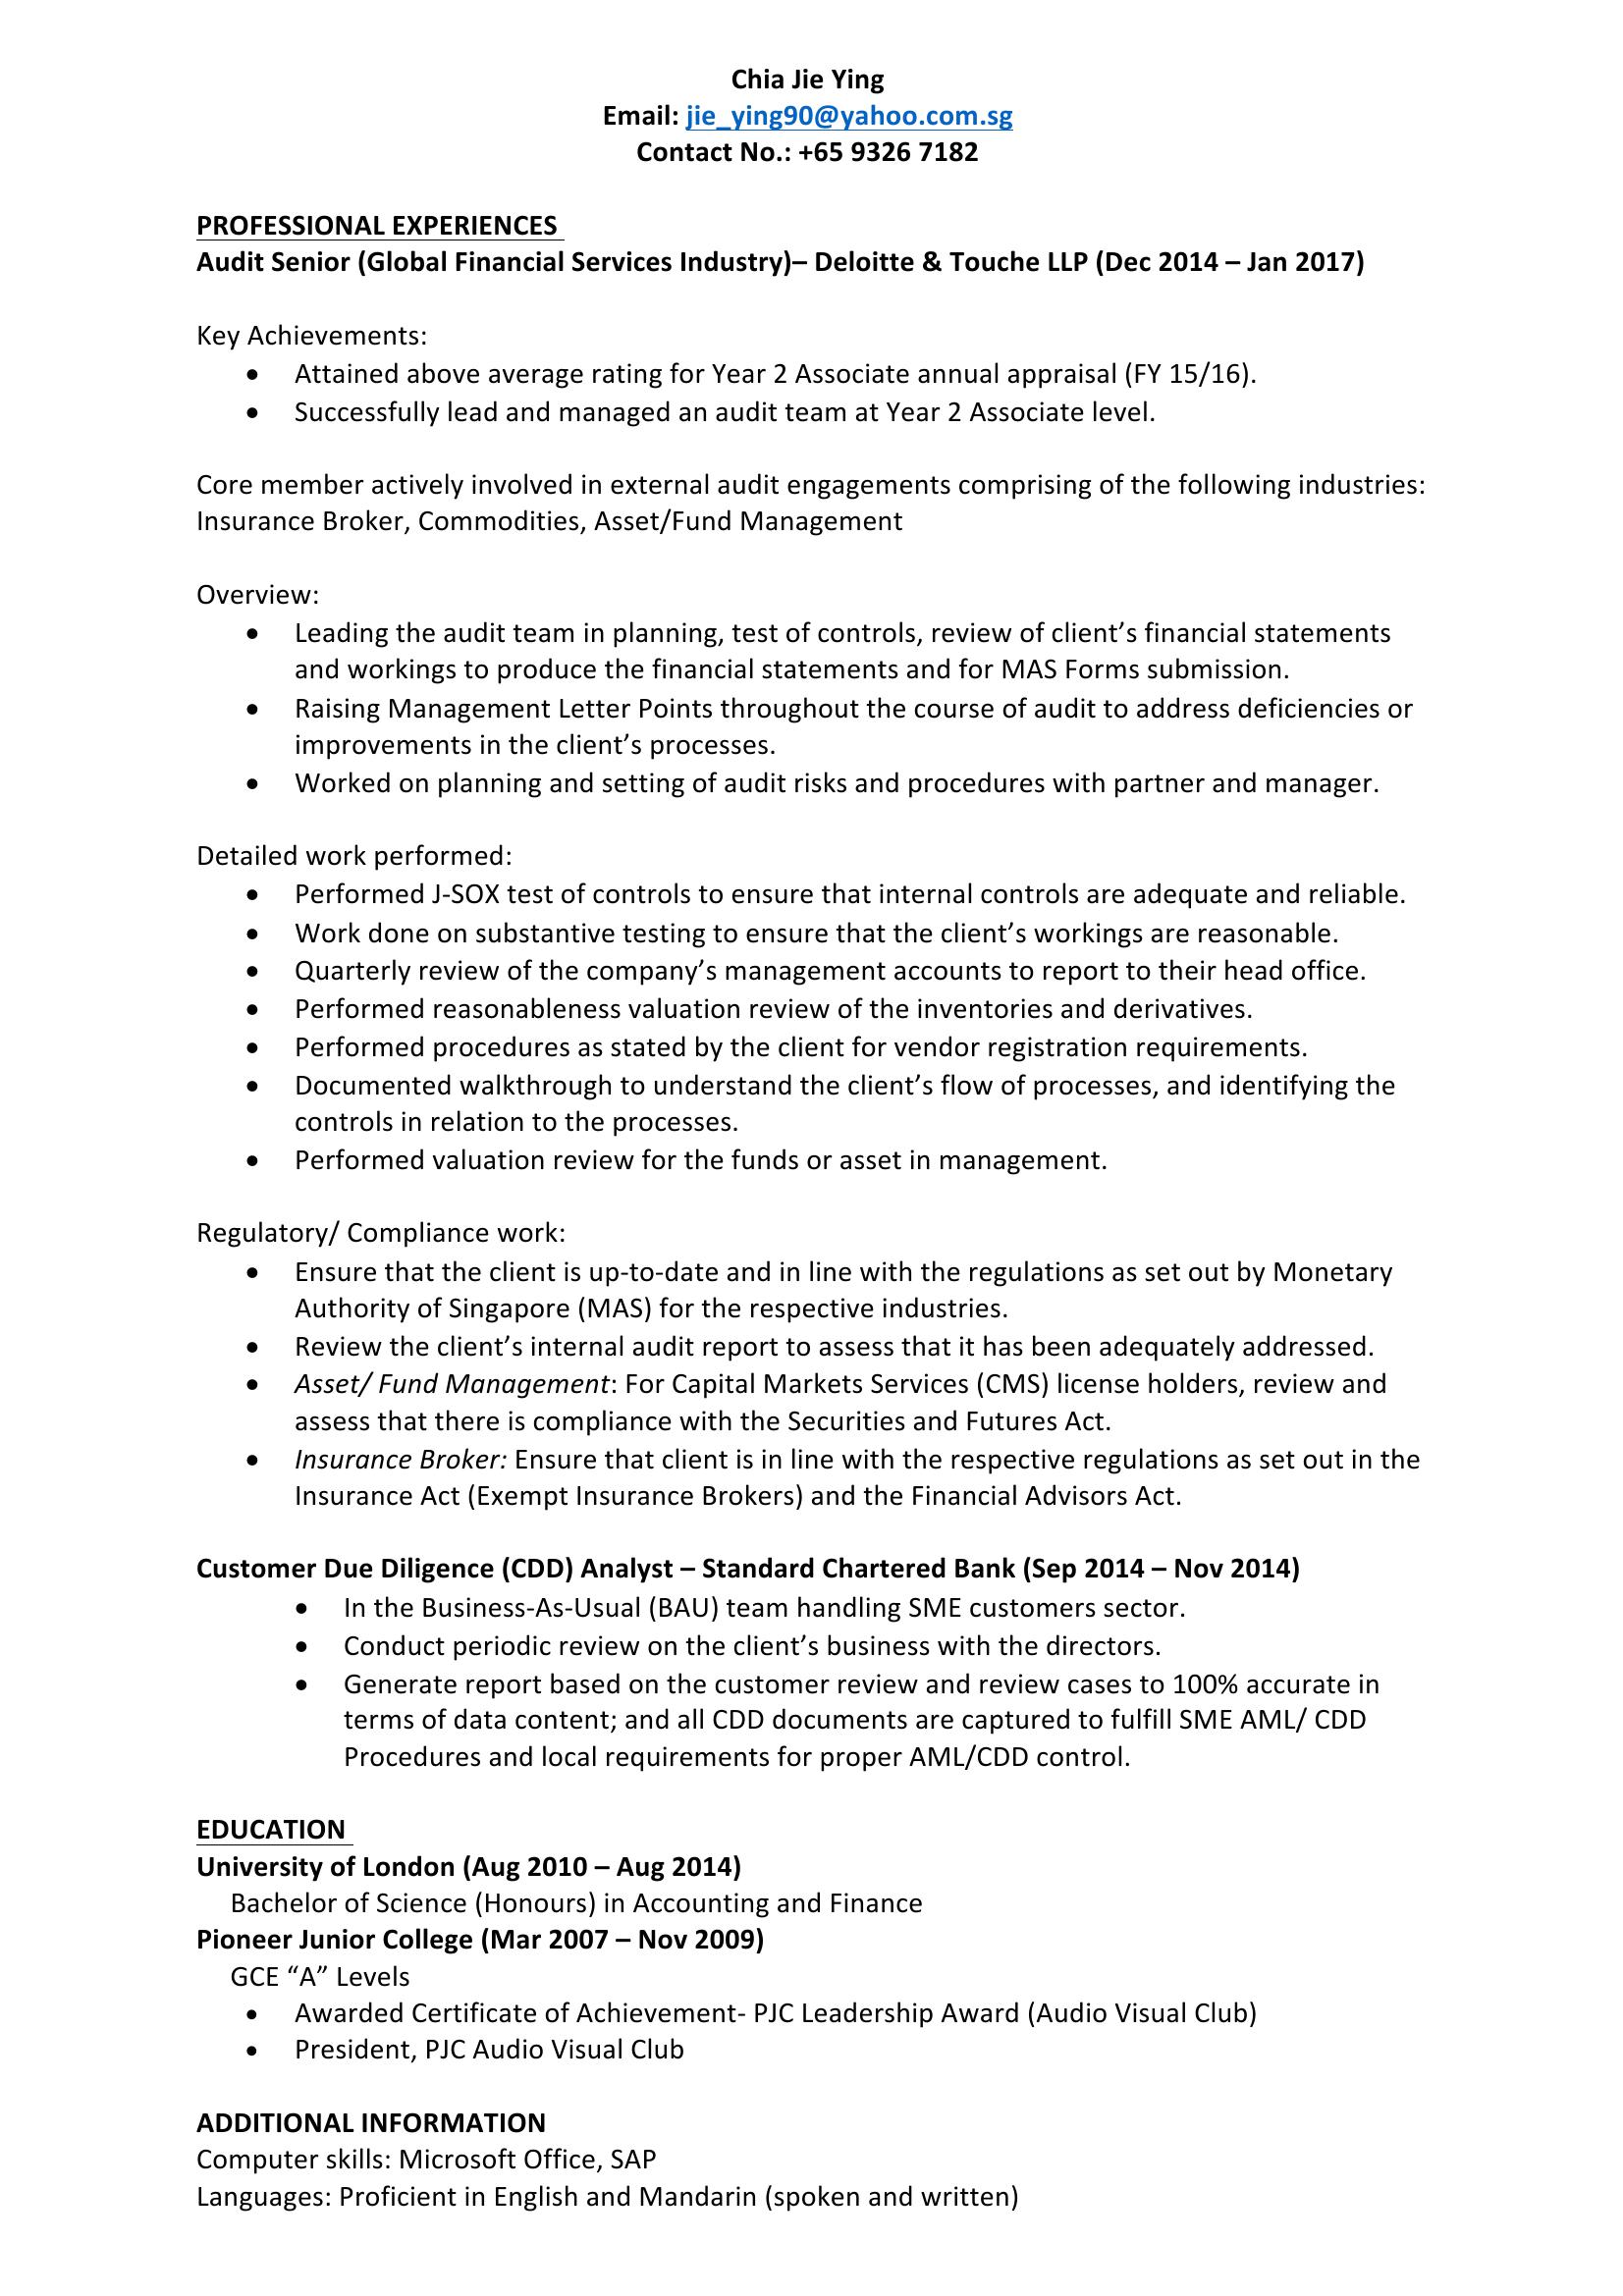 Chia Jie Ying
Email: jie_ying90@yahoo.com.sg
Contact No.: +65 9326 7182
PROFESSIONAL EXPERIENCES
Audit Senior (Global Financial Services Industry)– Deloitte & Touche LLP (Dec 2014 – Jan 2017)
Key Achievements:
• Attained above average rating for Year 2 Associate annual appraisal (FY 15/16).
• Successfully lead and managed an audit team at Year 2 Associate level.
Core member actively involved in external audit engagements comprising of the following industries:
Insurance Broker, Commodities, Asset/Fund Management
Overview:
• Leading the audit team in planning, test of controls, review of client’s financial statements
and workings to produce the financial statements and for MAS Forms submission.
• Raising Management Letter Points throughout the course of audit to address deficiencies or
improvements in the client’s processes.
• Worked on planning and setting of audit risks and procedures with partner and manager.
Detailed work performed:
• Performed J-SOX test of controls to ensure that internal controls are adequate and reliable.
• Work done on substantive testing to ensure that the client’s workings are reasonable.
• Quarterly review of the company’s management accounts to report to their head office.
• Performed reasonableness valuation review of the inventories and derivatives.
• Performed procedures as stated by the client for vendor registration requirements.
• Documented walkthrough to understand the client’s flow of processes, and identifying the
controls in relation to the processes.
• Performed valuation review for the funds or asset in management.
Regulatory/ Compliance work:
• Ensure that the client is up-to-date and in line with the regulations as set out by Monetary
Authority of Singapore (MAS) for the respective industries.
• Review the client’s internal audit report to assess that it has been adequately addressed.
• Asset/ Fund Management: For Capital Markets Services (CMS) license holders, review and
assess that there is compliance with the Securities and Futures Act.
• Insurance Broker: Ensure that client is in line with the respective regulations as set out in the
Insurance Act (Exempt Insurance Brokers) and the Financial Advisors Act.
Customer Due Diligence (CDD) Analyst – Standard Chartered Bank (Sep 2014 – Nov 2014)
• In the Business-As-Usual (BAU) team handling SME customers sector.
• Conduct periodic review on the client’s business with the directors.
• Generate report based on the customer review and review cases to 100% accurate in
terms of data content; and all CDD documents are captured to fulfill SME AML/ CDD
Procedures and local requirements for proper AML/CDD control.
EDUCATION
University of London (Aug 2010 – Aug 2014)
Bachelor of Science (Honours) in Accounting and Finance
Pioneer Junior College (Mar 2007 – Nov 2009)
GCE “A” Levels
• Awarded Certificate of Achievement- PJC Leadership Award (Audio Visual Club)
• President, PJC Audio Visual Club
ADDITIONAL INFORMATION
Computer skills: Microsoft Office, SAP
Languages: Proficient in English and Mandarin (spoken and written)